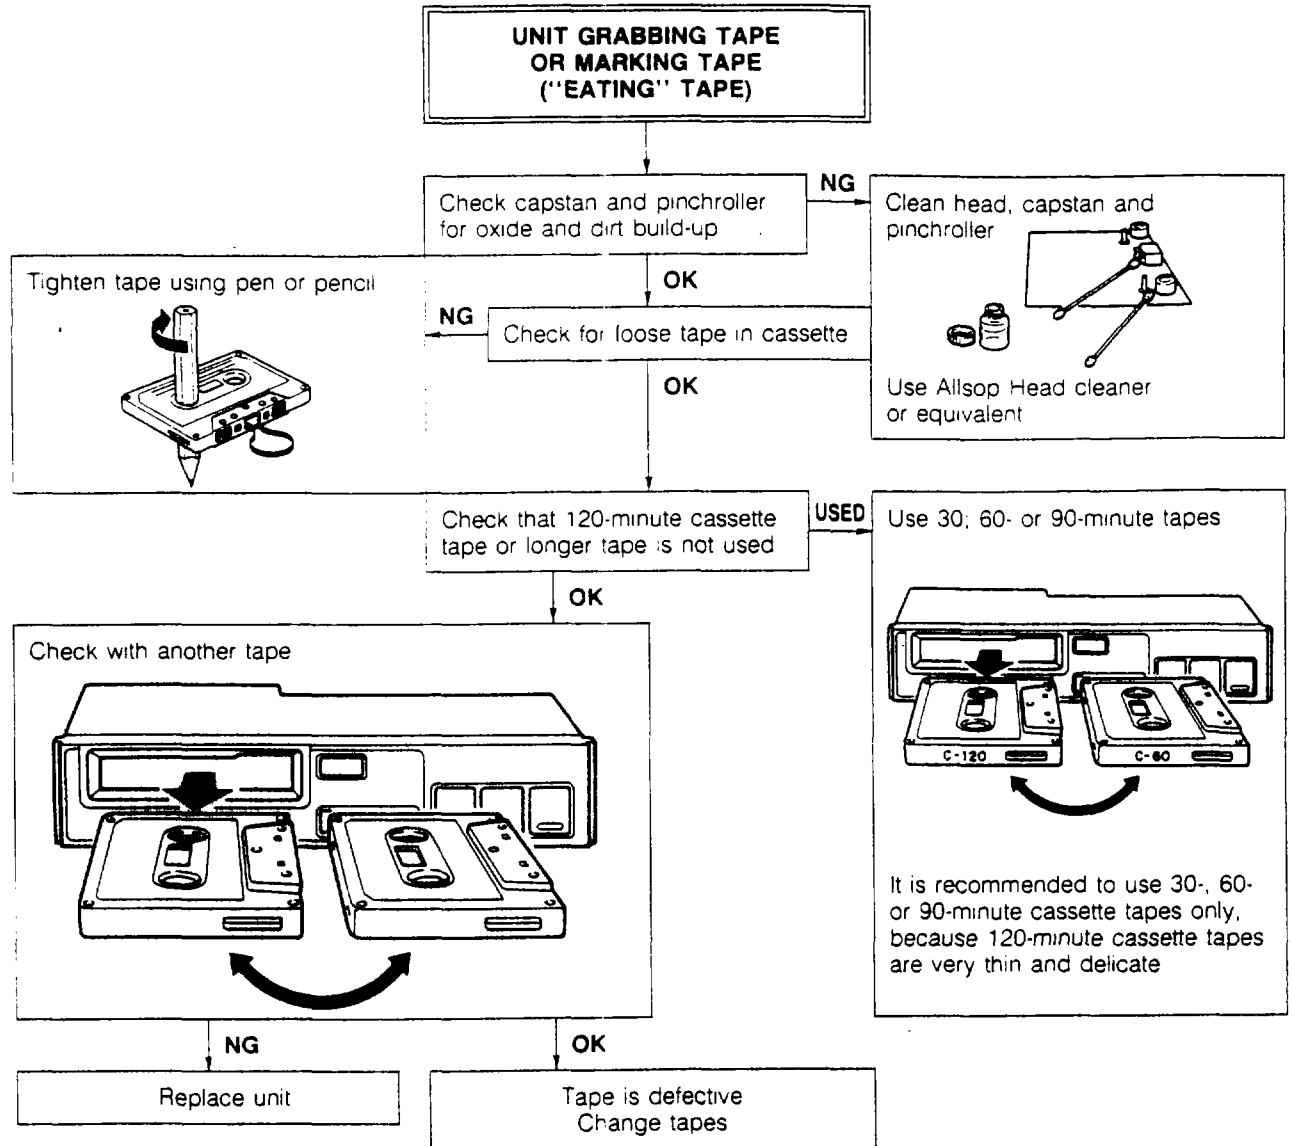 UNIT GRABBING TAPE
OR MARKING TAPE
("EATING" TAPE)
Check capstan and pinchroller
for oxide and dirt build-up
NG
Clean head, capstan and
pinchroller
Use Allsop Head cleaner
or equivalent
OK
Check for loose tape in cassette
NG
Tighten tape using pen or pencil
OK
Check that 120-minute cassette
tape or longer tape is not used
USED
Use 30; 60- or 90-minute tapes
C-120
C-60
It is recommended to use 30-, 60-
or 90-minute cassette tapes only,
because 120-minute cassette tapes
are very thin and delicate
OK
Check with another tape
NG
OK
Replace unit
Tape is defective
Change tapes